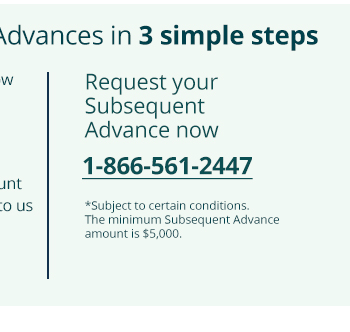 Advances in 3 simple steps
ow
Request your
Subsequent
Advance now
1-866-561-2447
unt
to us
*Subject to certain conditions.
The minimum Subsequent Advance
amount is $5,000.